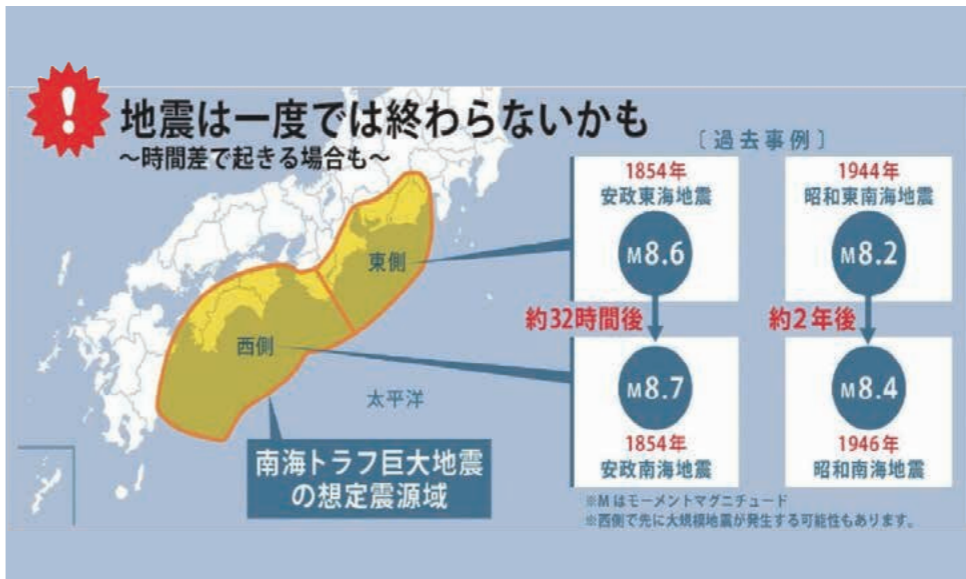 !
地震は一度では終わらないかも
～時間差で起きる場合も～
〔過去事例〕
1854年
安政東海地震
M8.6
約32時間後
M8.7
1854年
安政南海地震
1944年
昭和東南海地震
M8.2
約2年後
M8.4
1946年
昭和南海地震
東側
西側
太平洋
南海トラフ巨大地震
の想定震源域
※Mはモーメントマグニチュード
※西側で先に大規模地震が発生する可能性もあります。